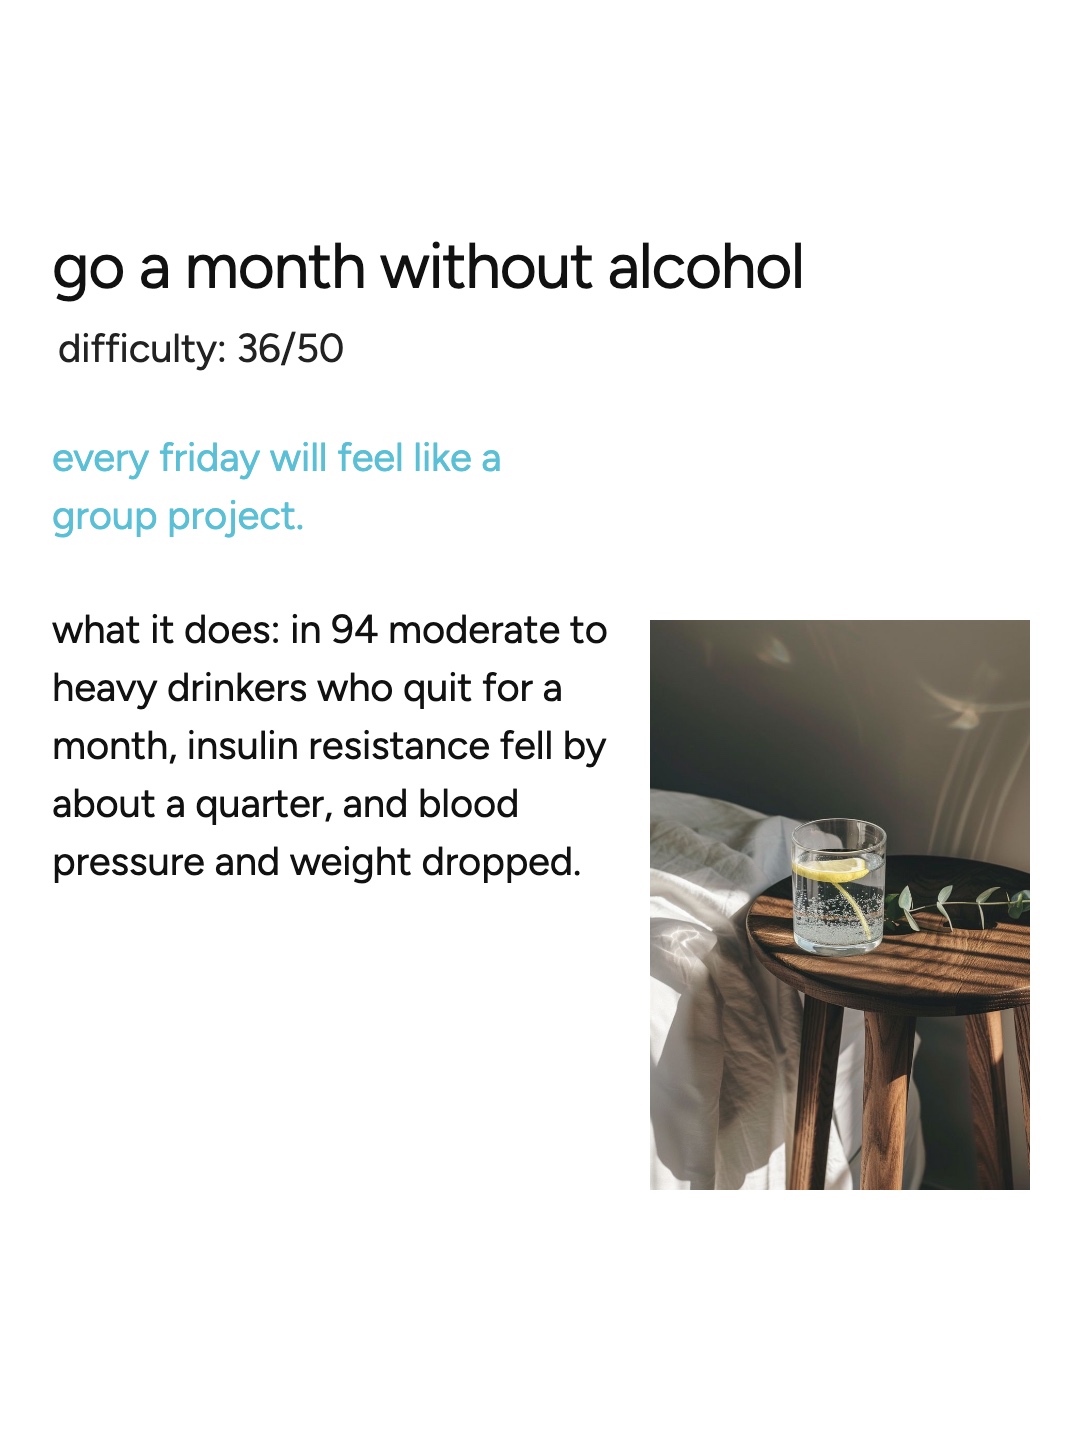 go a month without alcohol
difficulty: 36/50
every friday will feel like a
group project.
what it does: in 94 moderate to
heavy drinkers who quit for a
month, insulin resistance fell by
about a quarter, and blood
pressure and weight dropped.